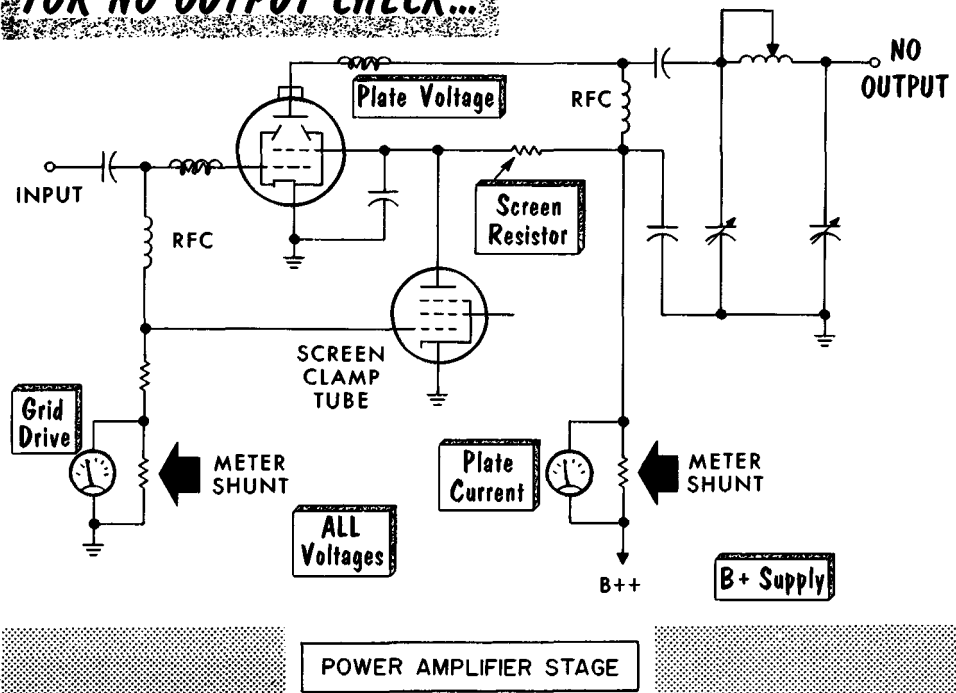 FOR NO OUTPUT CHECK...
NO
OUTPUT
Plate Voltage
RFC
INPUT
Screen
Resistor
RFC
SCREEN
CLAMP
TUBE
Grid
Drive
METER
SHUNT
Plate
Current
METER
SHUNT
ALL
Voltages
B++
B+ Supply
POWER AMPLIFIER STAGE